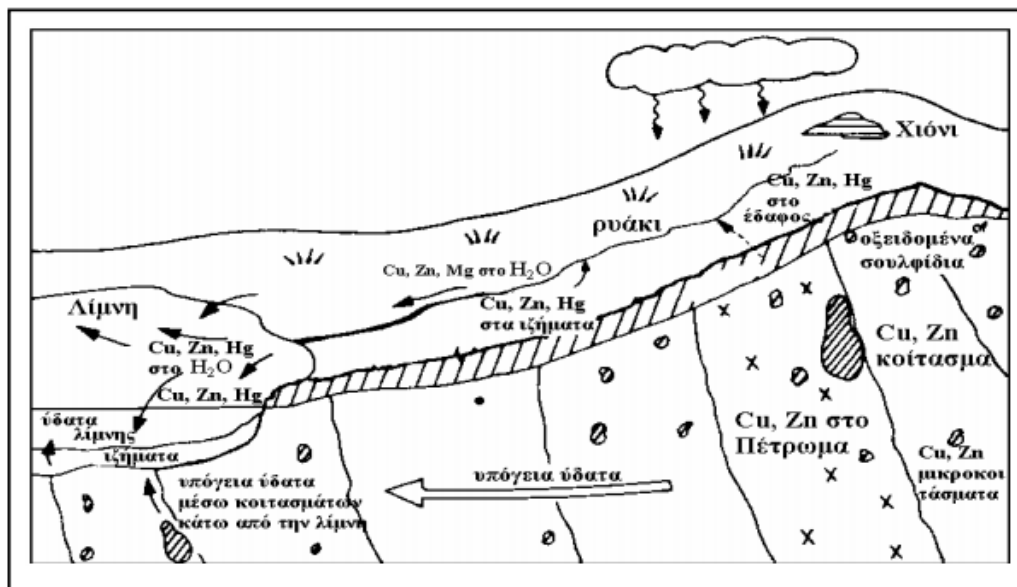 Χιόνι
Cu, Zn, Hg
στο
έδαφος
ρυάκι
οξειδομένα
σουλφίδια
Cu, Zn, Mg στο H₂O
Λίμνη
Cu, Zn, Hg
στα ιζήματα
Cu, Zn
κοίτασμα
Cu, Zn, Hg
στο H₂O
Cu, Zn, Hg
Cu, Zn στο
Πέτρωμα
ύδατα
λίμνης
ιζήματα
Cu, Zn
μικροκοι
τάσματα
υπόγεια ύδατα
υπόγεια ύδατα
μέσω κοιτασμάτων
κάτω από την λίμνη